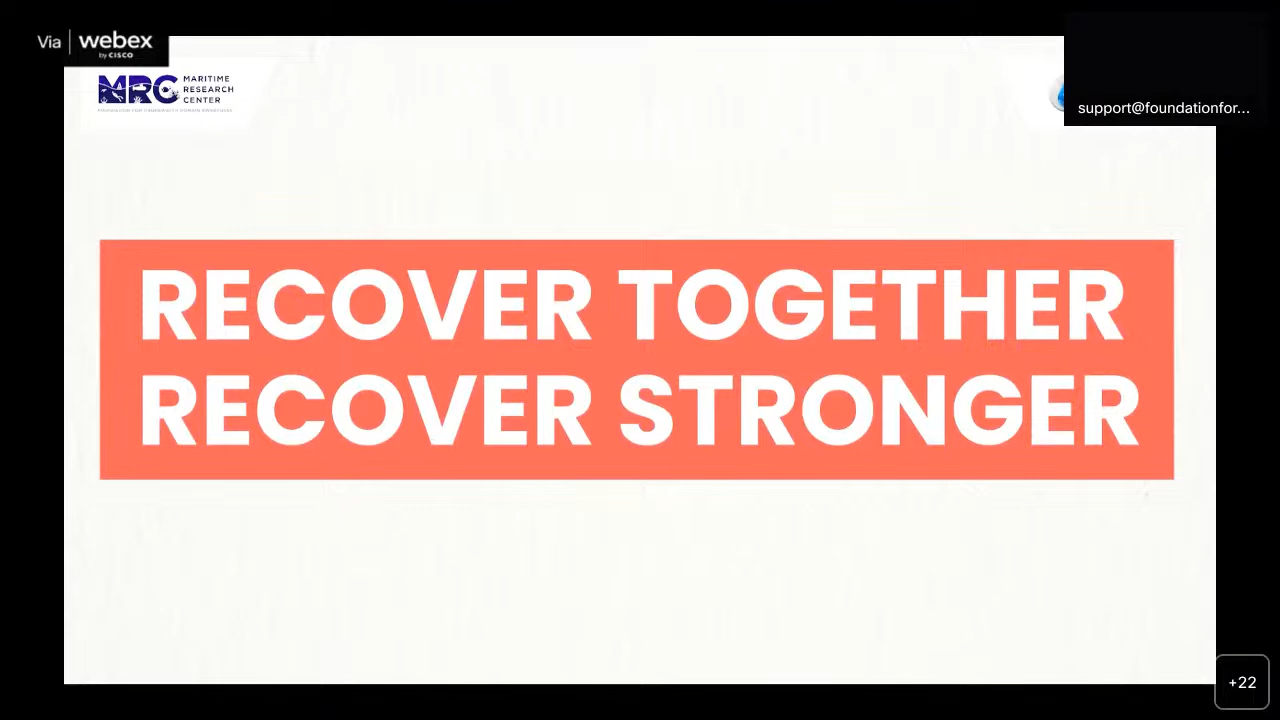 Via webex
by CISCO
MRC MARITIME
RESEARCH
CENTER
support@foundationfor...
RECOVER TOGETHER
RECOVER STRONGER
+22